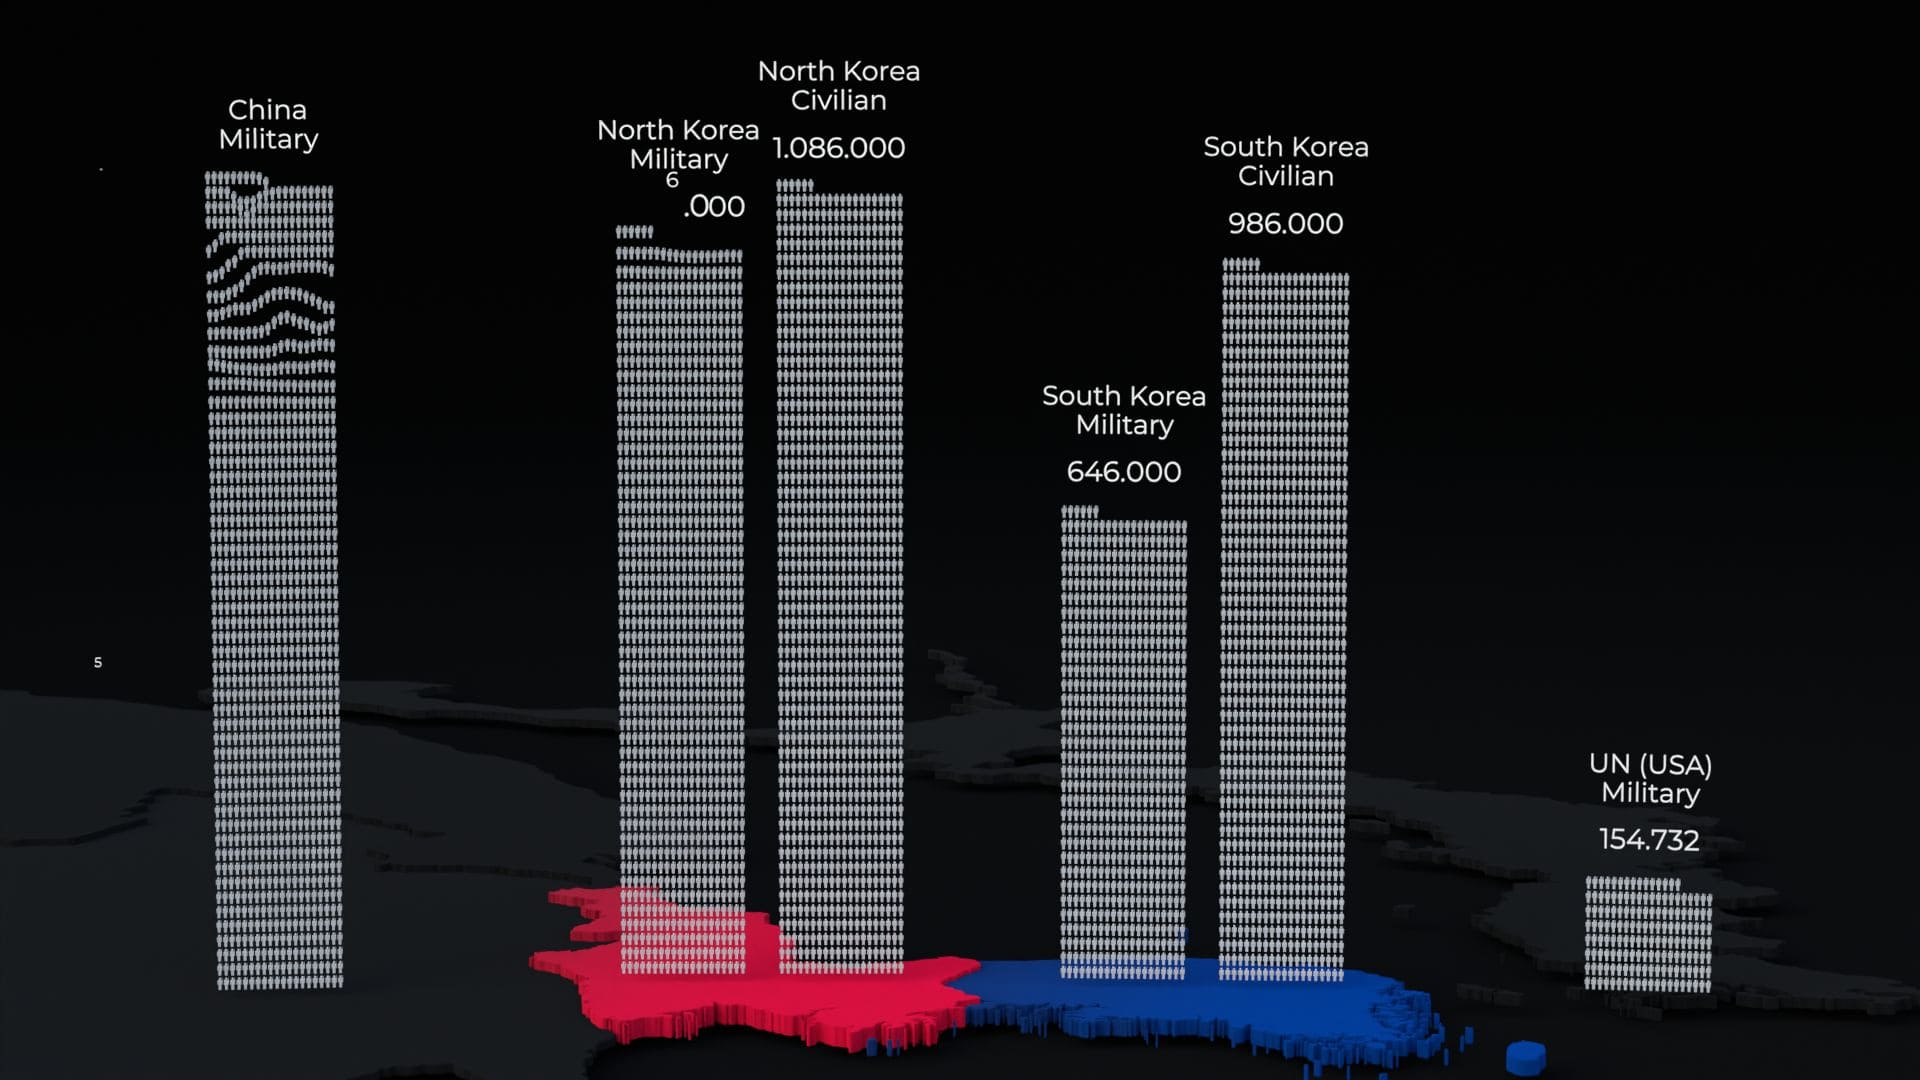 China
Military
North Korea
Military
6
.000
North Korea
Civilian
1.086.000
South Korea
Military
646.000
South Korea
Civilian
986.000
UN (USA)
Military
154.732
5